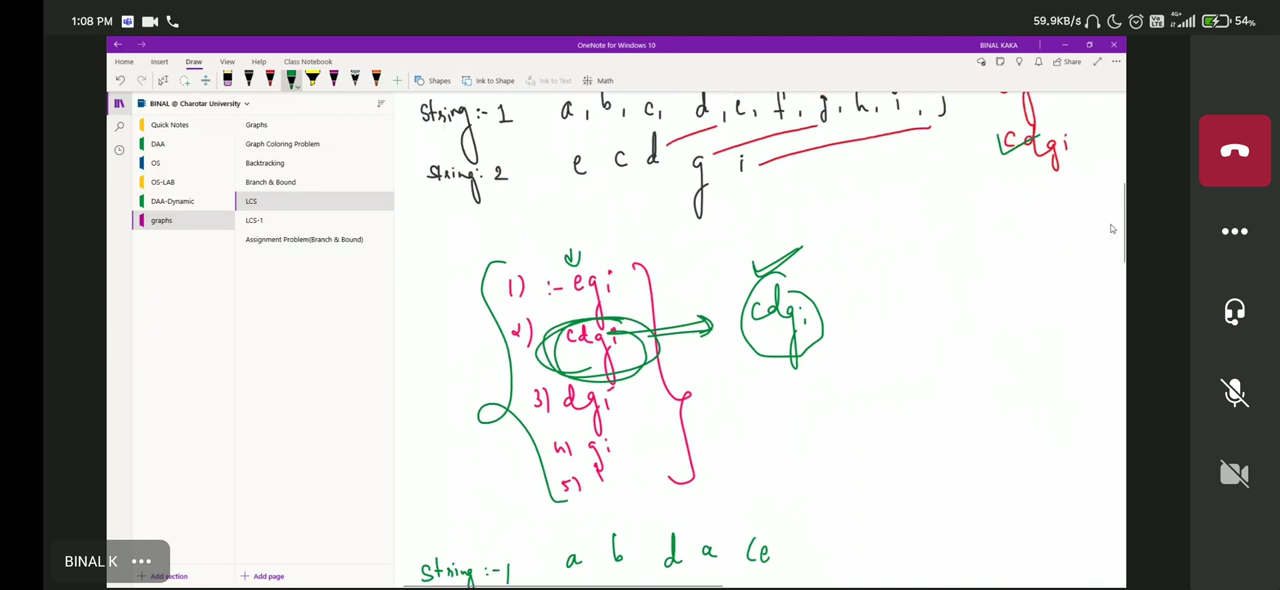 1:08 PM 59.9KB/s 4G+ 54%
OneNote for Windows 10 BINAL KAKA
Home Insert Draw View Help Class Notebook
Shapes Ink to Shape Ink to Text Math Share
BINAL @ Charotar University
Quick Notes
DAA
OS
OS-LAB
DAA-Dynamic
graphs
Graphs
Graph Coloring Problem
Backtracking
Branch & Bound
LCS
LCS-1
Assignment Problem(Branch & Bound)
String :- 1 a, b, c, d, e, f, g, h, i, j
cdgi
String: 2 e c d g i
1) :- egi
2) cdgi
cdgi
3) dgi
4) gi
5)
String :-1 a b d a c e
Add section
Add page
BINAL K